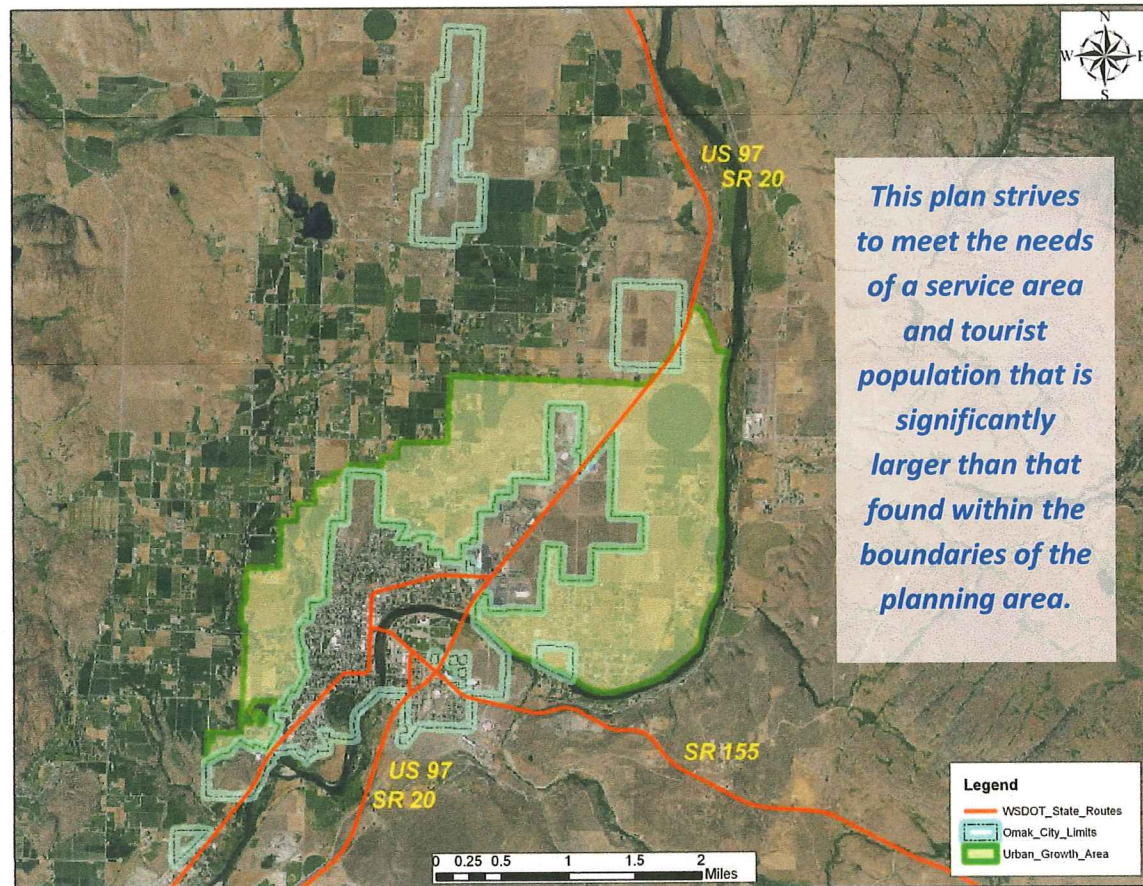 N
W
E
S
US 97
SR 20
This plan strives
to meet the needs
of a service area
and tourist
population that is
significantly
larger than that
found within the
boundaries of the
planning area.
US 97
SR 20
SR 155
Legend
WSDOT_State_Routes
Omak_City_Limits
Urban_Growth_Area
0 0.25 0.5 1 1.5 2
Miles